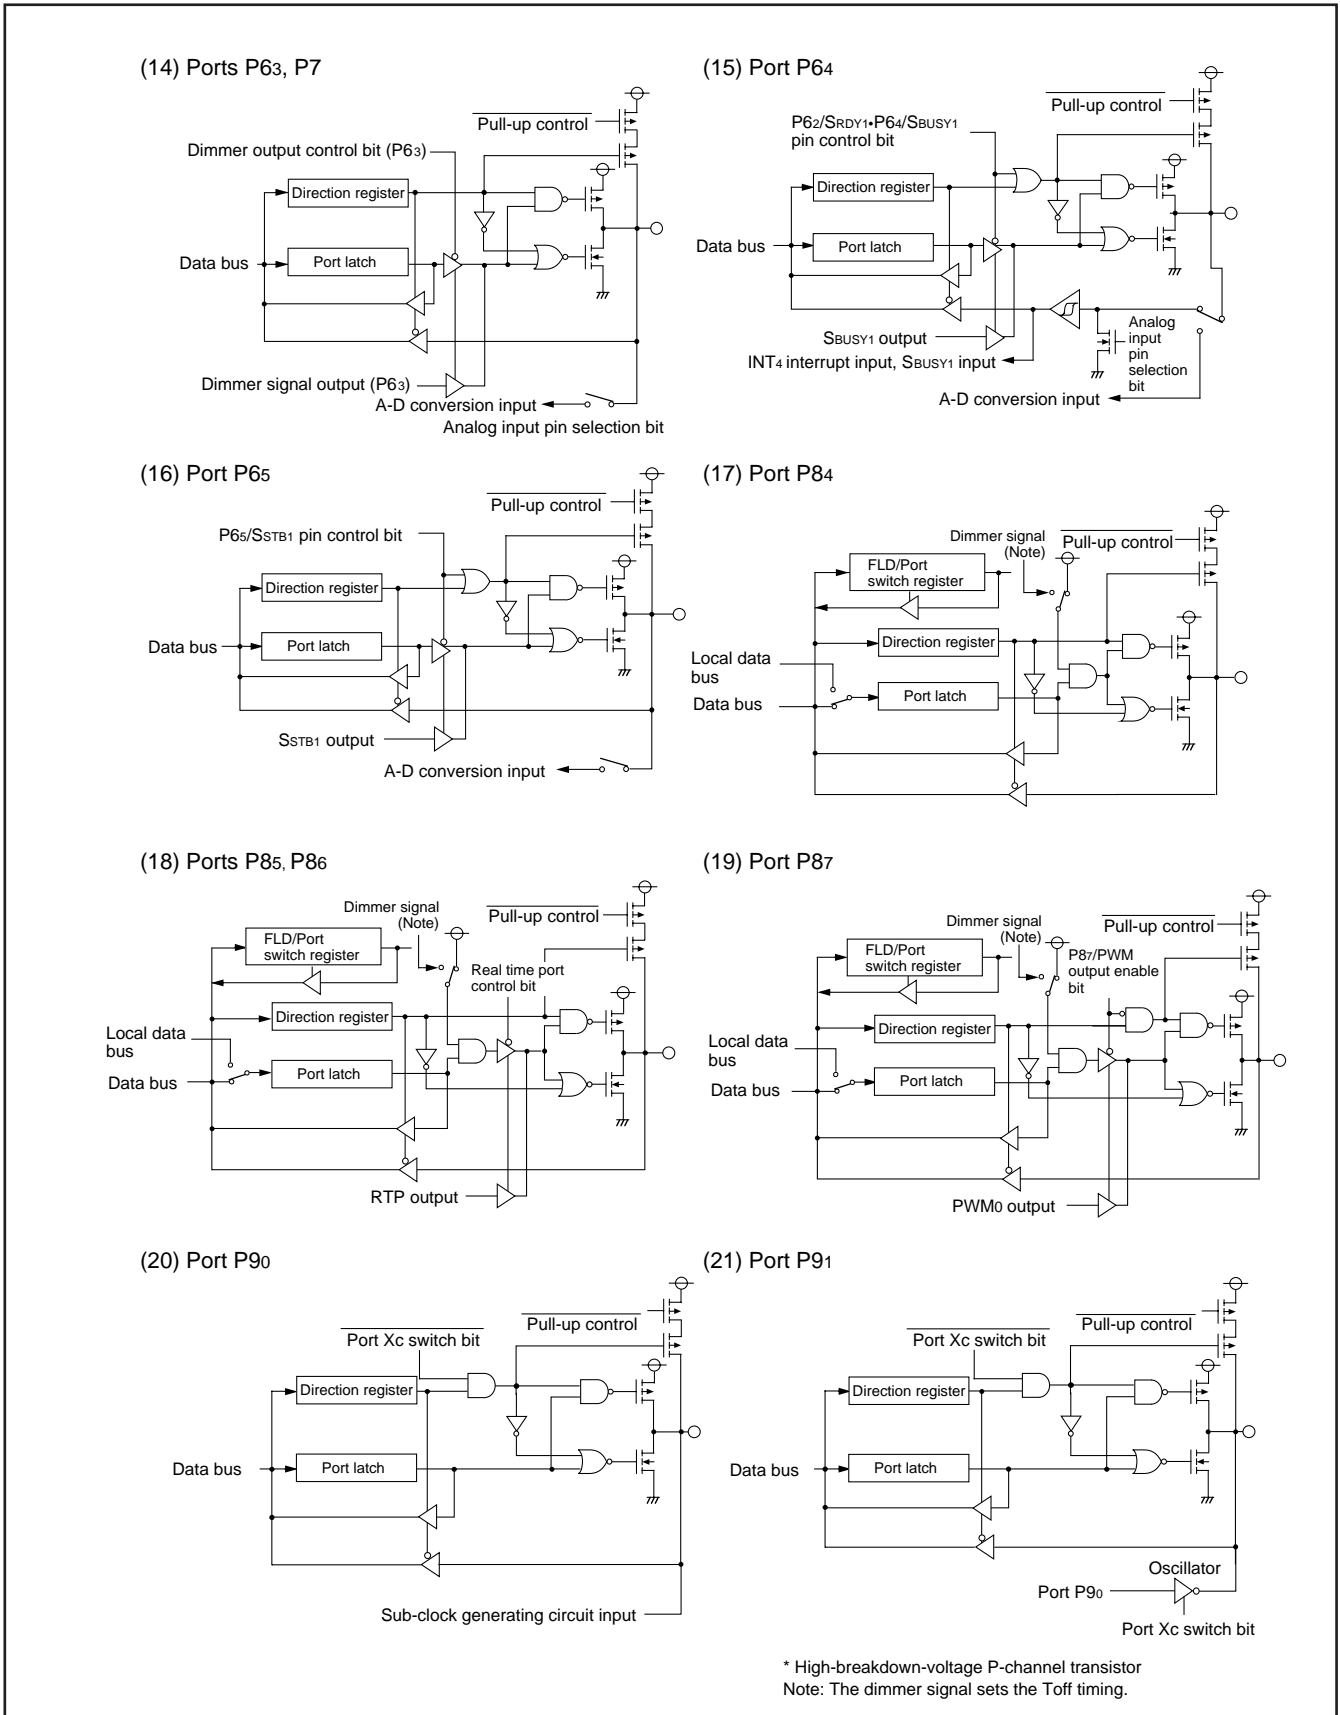 (14) Ports P63, P7
Pull-up control
Dimmer output control bit (P63)
Direction register
Data bus
Port latch
Dimmer signal output (P63)
A-D conversion input
Analog input pin selection bit
(15) Port P64
Pull-up control
P62/SRDY1•P64/SBUSY1
pin control bit
Direction register
Data bus
Port latch
SBUSY1 output
INT4 interrupt input, SBUSY1 input
Analog
input
pin
selection
bit
A-D conversion input
(16) Port P65
Pull-up control
P65/SSTB1 pin control bit
Direction register
Data bus
Port latch
SSTB1 output
A-D conversion input
(17) Port P84
Dimmer signal
(Note)
Pull-up control
FLD/Port
switch register
Direction register
Local data
bus
Data bus
Port latch
(18) Ports P85, P86
Dimmer signal
(Note)
Pull-up control
FLD/Port
switch register
Real time port
control bit
Direction register
Local data
bus
Data bus
Port latch
RTP output
(19) Port P87
Dimmer signal
(Note)
Pull-up control
FLD/Port
switch register
P87/PWM
output enable
bit
Direction register
Local data
bus
Data bus
Port latch
PWM0 output
(20) Port P90
Pull-up control
Port Xc switch bit
Direction register
Data bus
Port latch
Sub-clock generating circuit input
(21) Port P91
Pull-up control
Port Xc switch bit
Direction register
Data bus
Port latch
Oscillator
Port P90
Port Xc switch bit
* High-breakdown-voltage P-channel transistor
Note: The dimmer signal sets the Toff timing.